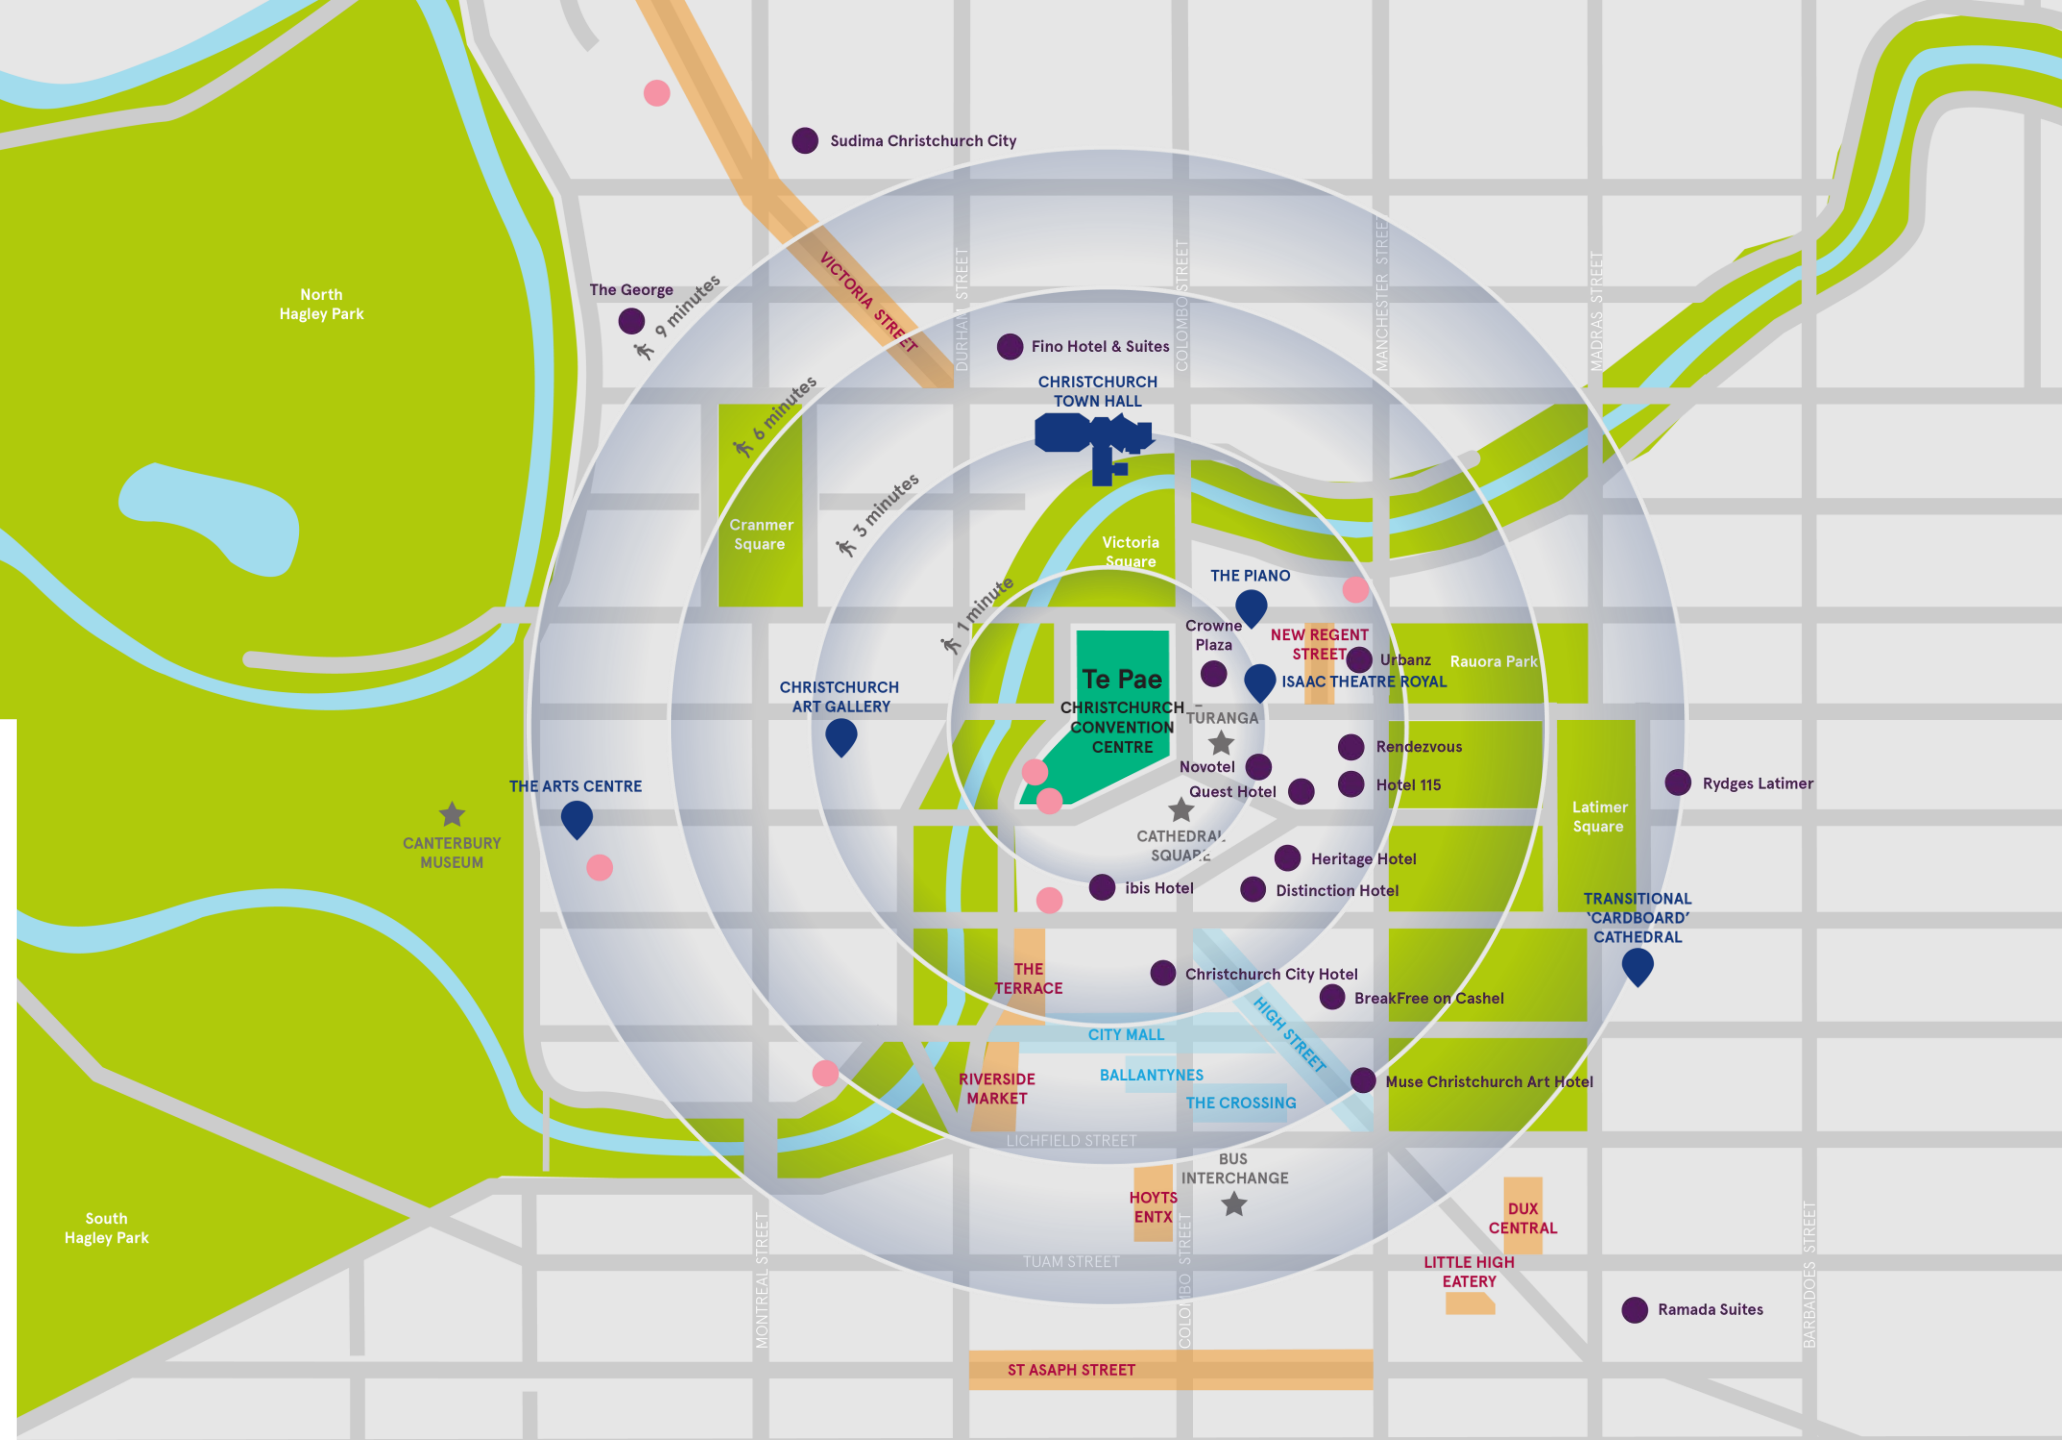 Sudima Christchurch City
VICTORIA STREET
DURHAM STREET
COLOMBO STREET
MANCHESTER STREET
MADRAS STREET
The George
9 minutes
North
Hagley Park
Fino Hotel & Suites
CHRISTCHURCH
TOWN HALL
6 minutes
3 minutes
Cranmer
Square
Victoria
Square
1 minute
THE PIANO
Crowne
Plaza
NEW REGENT
STREET
Urbanz
Rauora Park
ISAAC THEATRE ROYAL
Te Pae
CHRISTCHURCH
CONVENTION
CENTRE
CHRISTCHURCH
ART GALLERY
TURANGA
Rendezvous
Novotel
Hotel 115
Quest Hotel
Rydges Latimer
THE ARTS CENTRE
Latimer
Square
CANTERBURY
MUSEUM
CATHEDRAL
SQUARE
Heritage Hotel
ibis Hotel
Distinction Hotel
TRANSITIONAL
‘CARDBOARD’
CATHEDRAL
THE
TERRACE
Christchurch City Hotel
BreakFree on Cashel
HIGH STREET
CITY MALL
BALLANTYNES
RIVERSIDE
MARKET
THE CROSSING
Muse Christchurch Art Hotel
LICHFIELD STREET
BUS
INTERCHANGE
HOYTS
ENTX
DUX
CENTRAL
South
Hagley Park
TUAM STREET
LITTLE HIGH
EATERY
MONTREAL STREET
COLOMBO STREET
BARBADOES STREET
Ramada Suites
ST ASAPH STREET